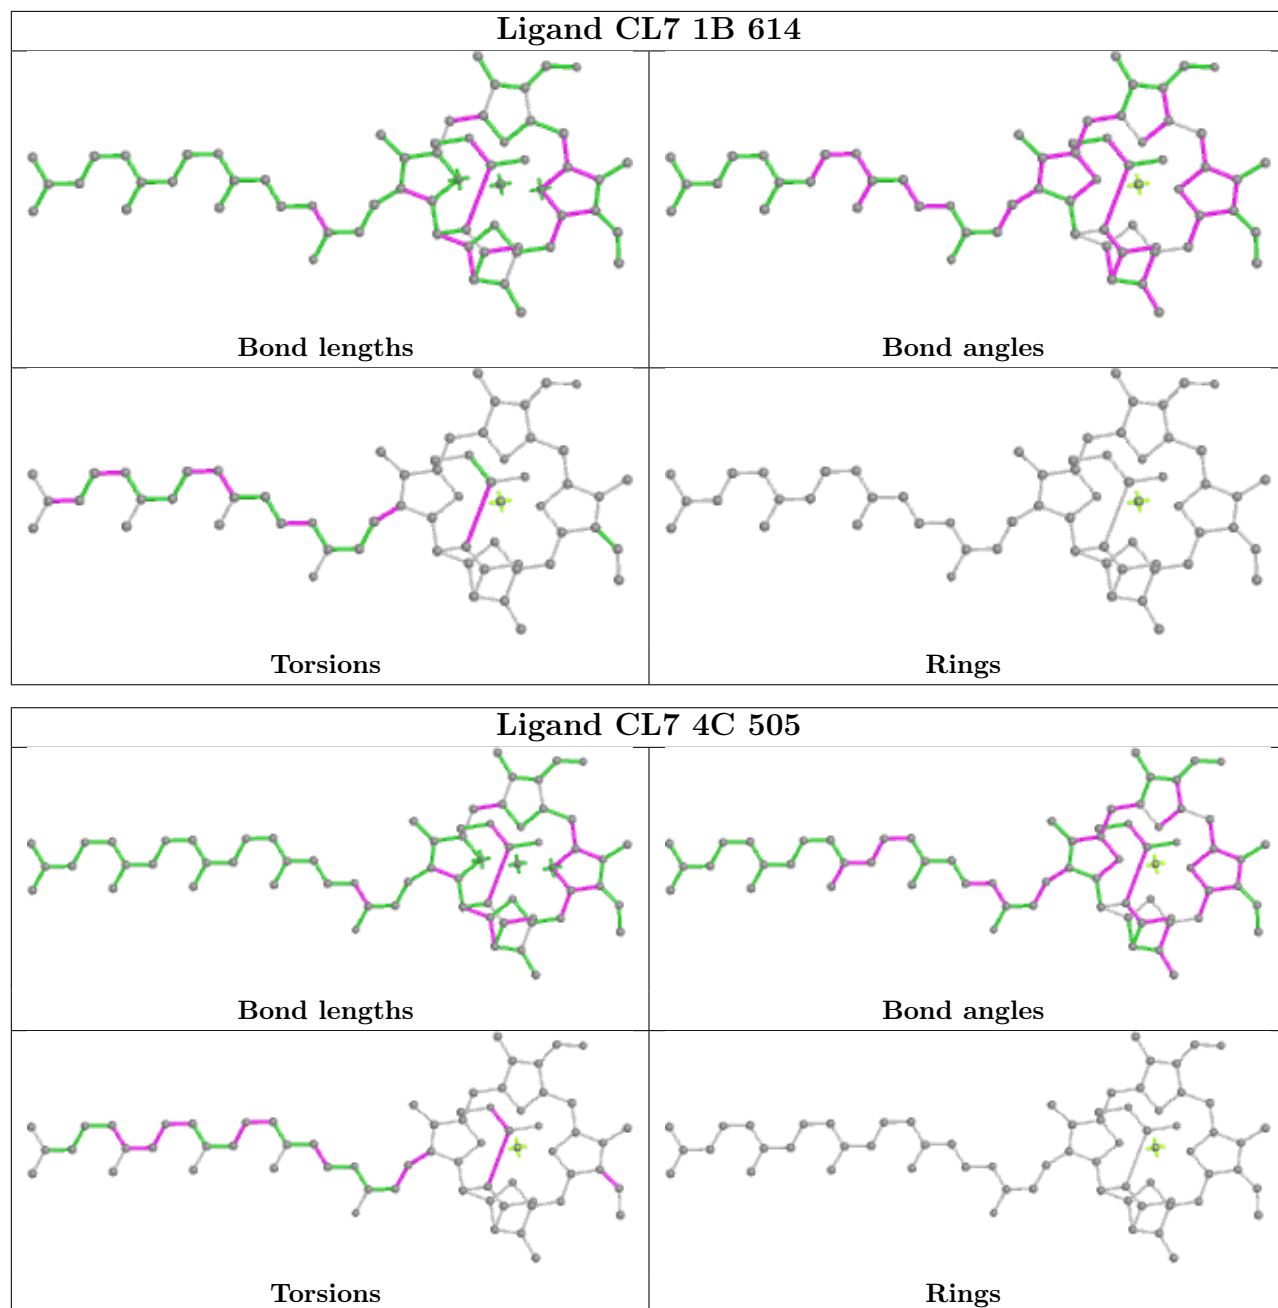 Ligand CL7 1B 614
Bond lengths
Bond angles
Torsions
Rings
Ligand CL7 4C 505
Bond lengths
Bond angles
Torsions
Rings